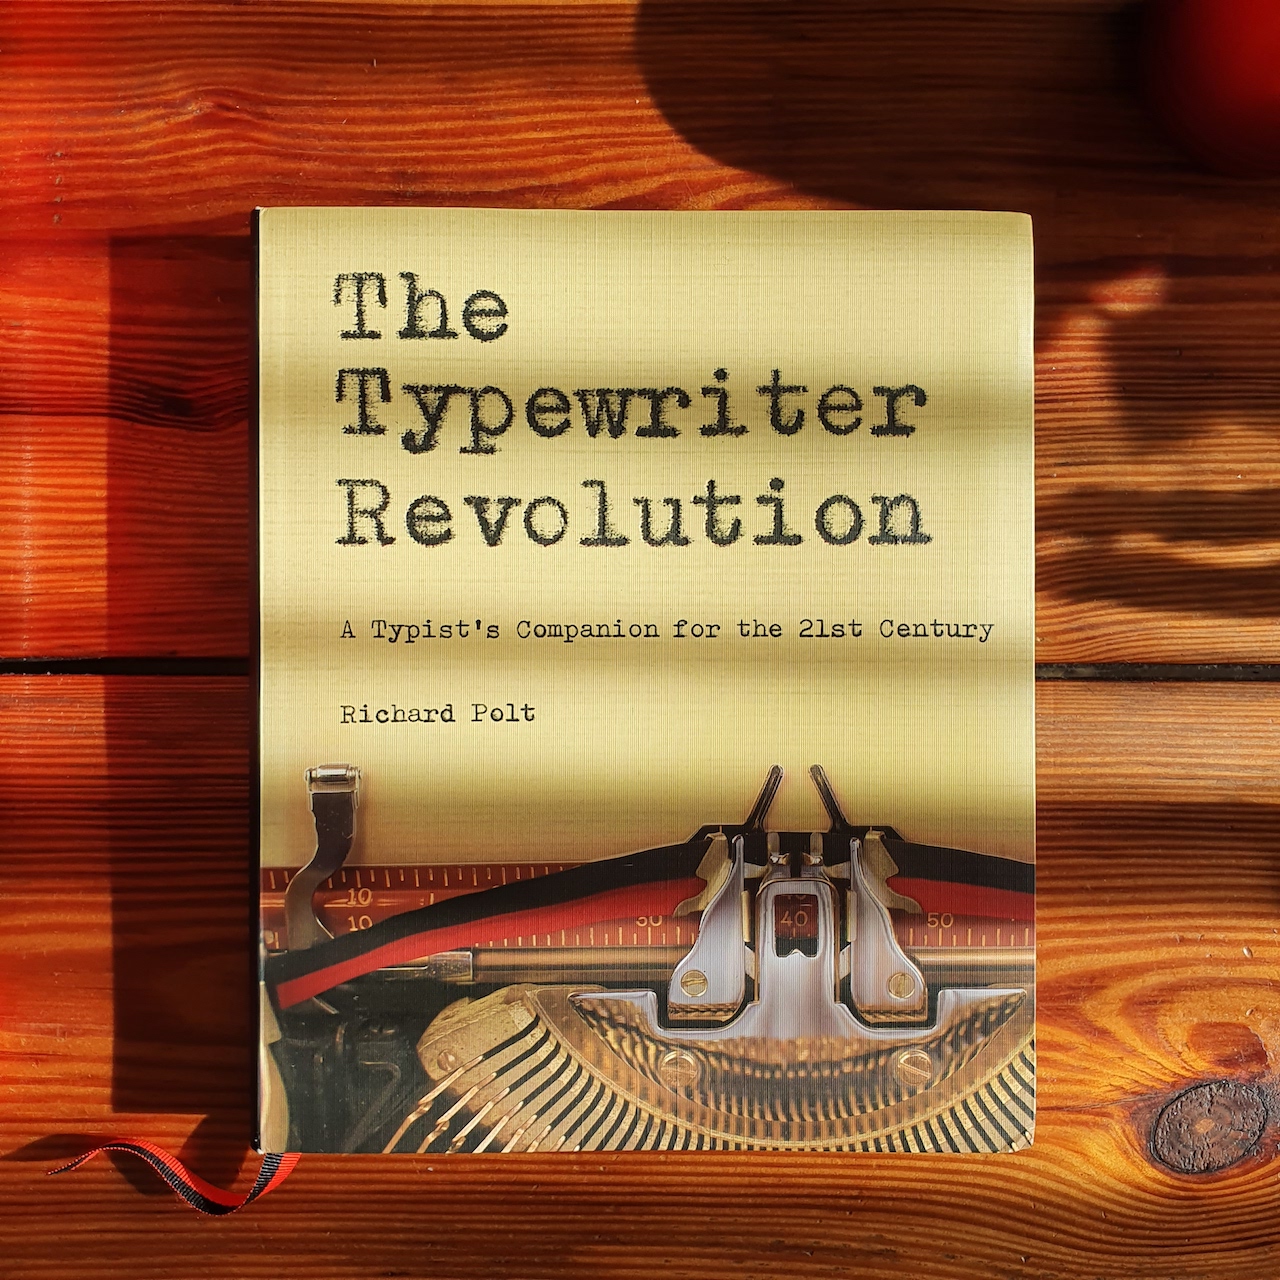 The
Typewriter
Revolution
A Typist's Companion for the 21st Century
Richard Polt
10
10
30
40
50